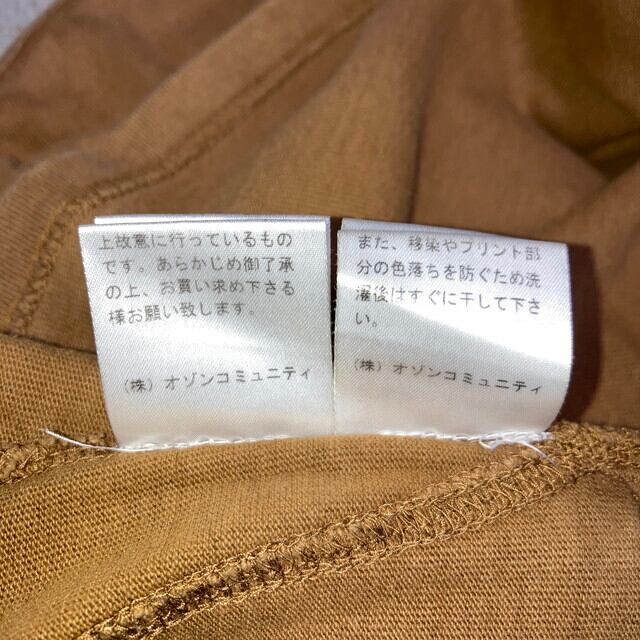 上故意に行っているもの
です。あらかじめ御了承
の上、お買い求め下さる
様お願い致します。
(株) オゾンコミュニティ
また、移染やプリント部
分の色落ちを防ぐため洗
濯後はすぐに干して下さ
い。
(株) オゾンコミュニティ